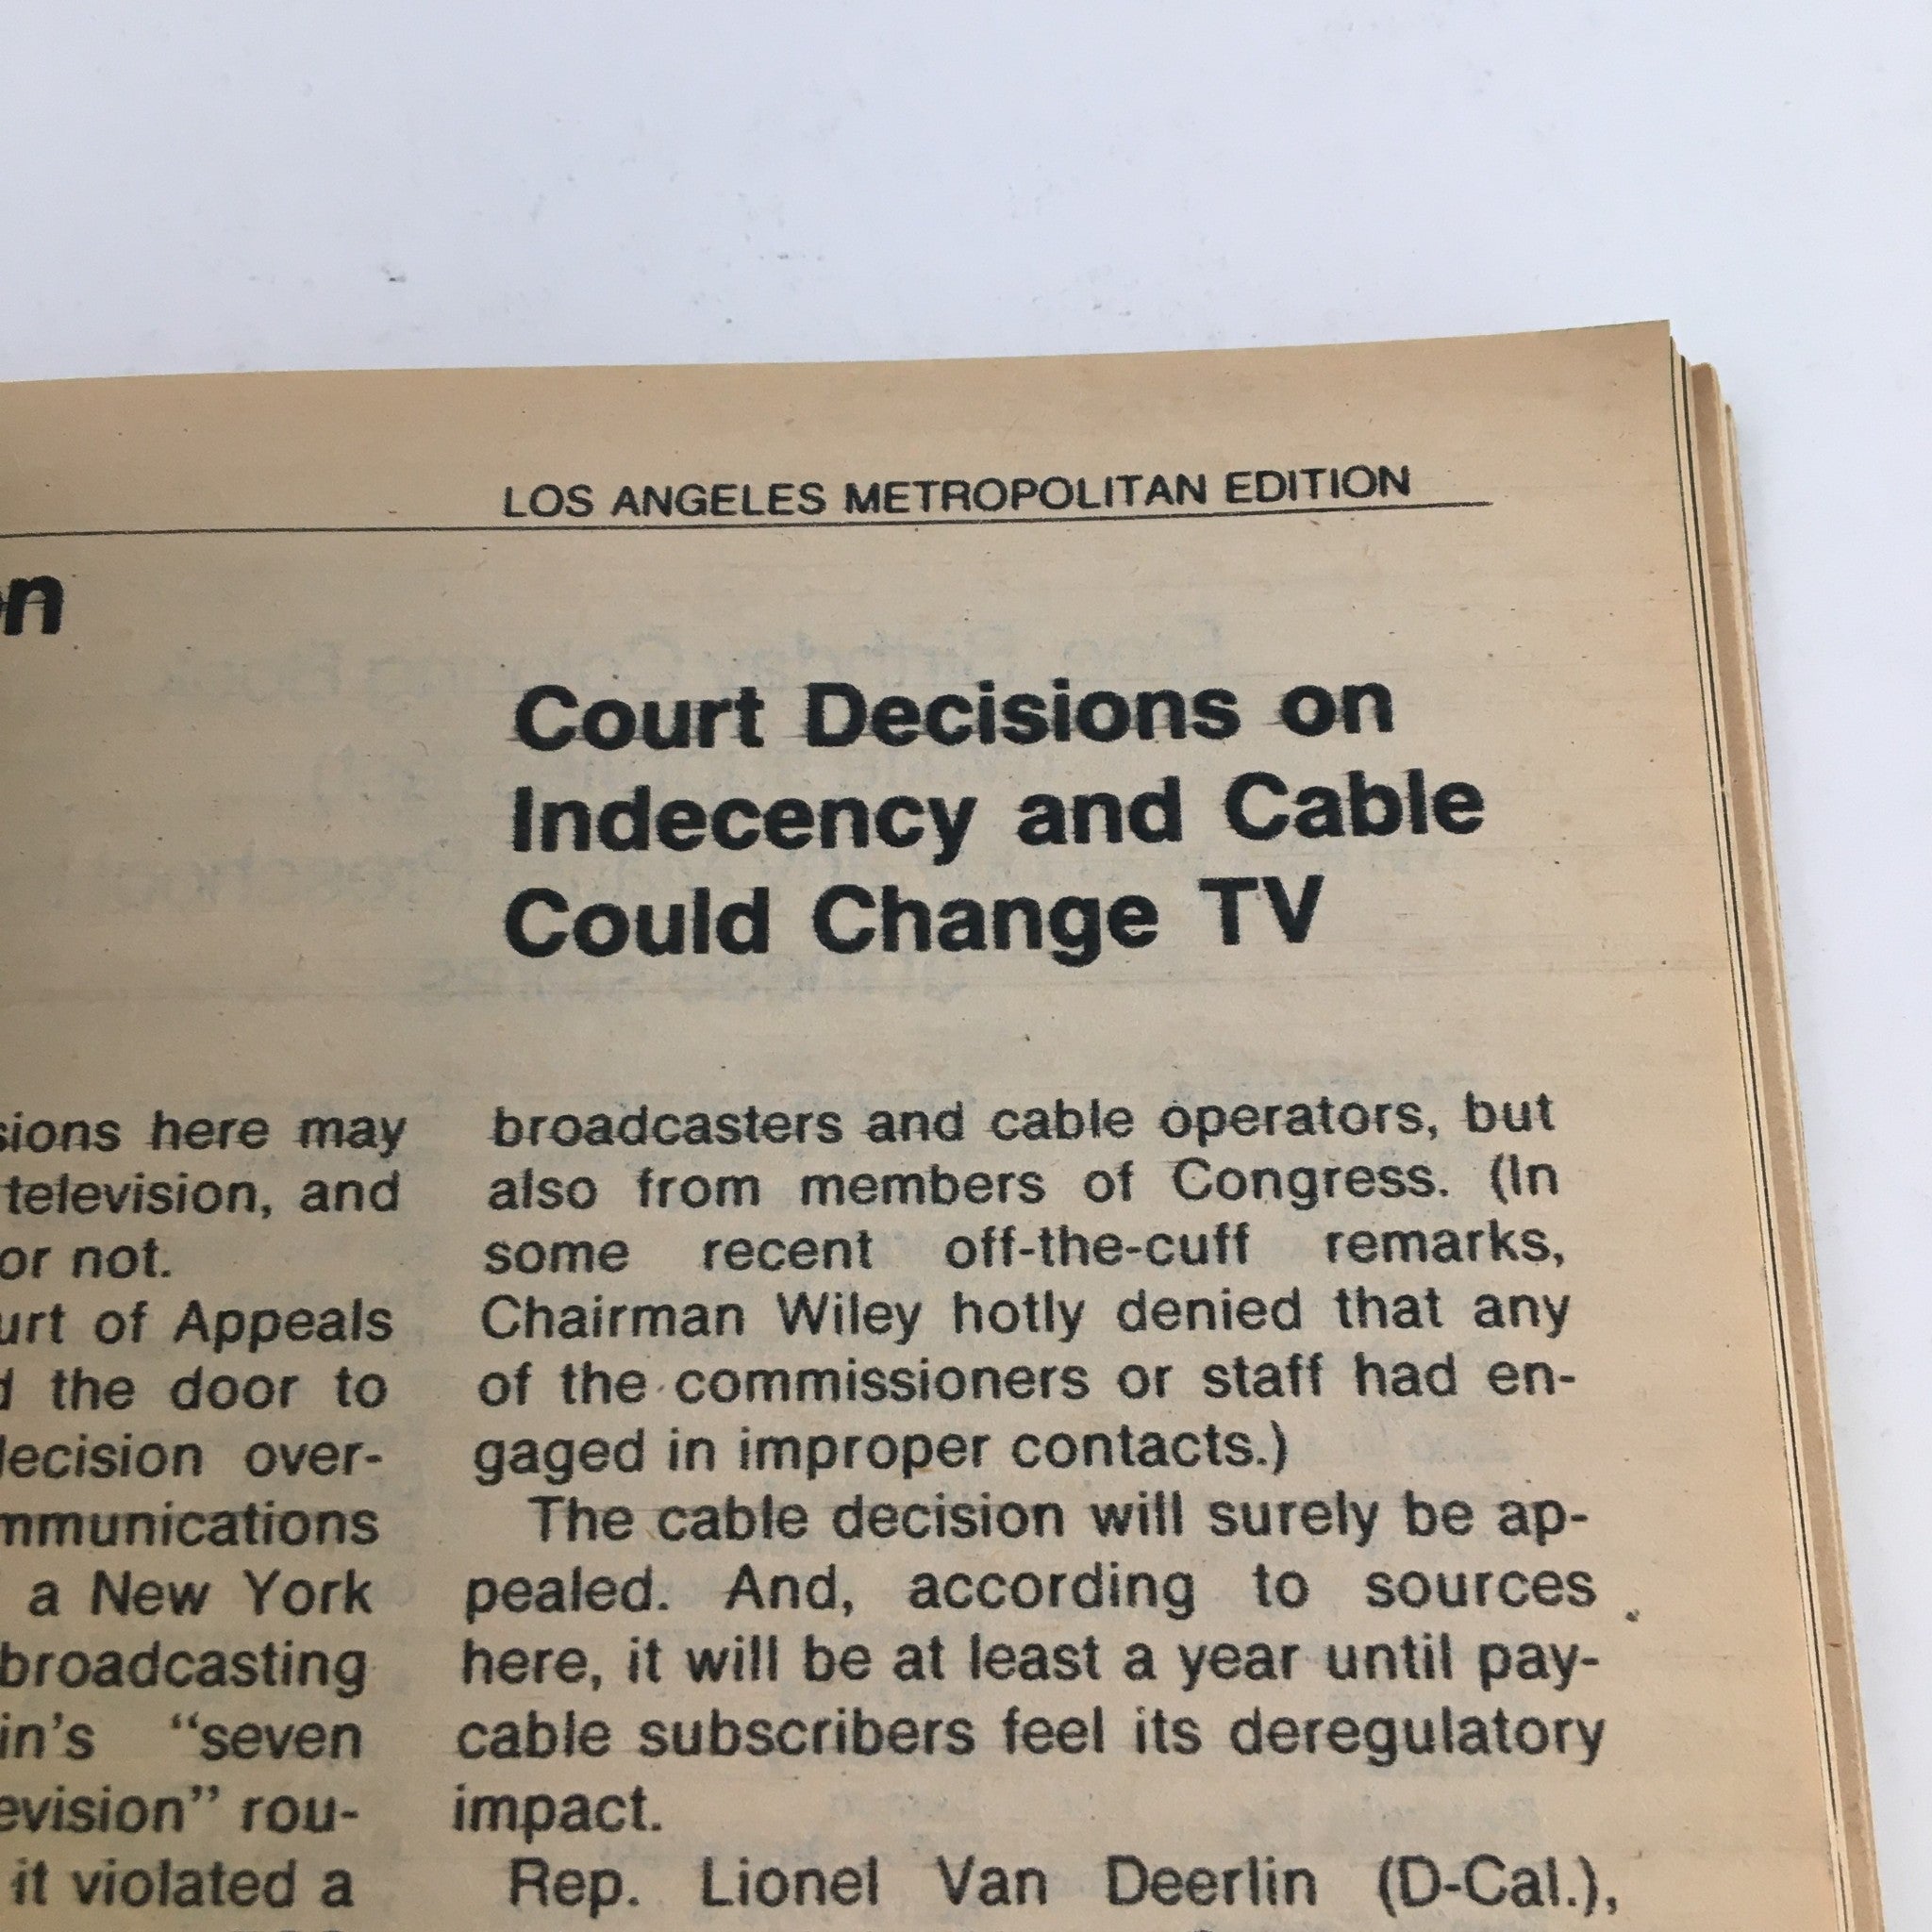 LOS ANGELES METROPOLITAN EDITION
Court Decisions on
Indecency and Cable
Could Change TV
sions here may
television, and
or not.
urt of Appeals
the door to
decision over-
mmunications
a New York
broadcasting
in's “seven
evision” rou-
it violated a
broadcasters and cable operators, but
also from members of Congress. (In
some recent off-the-cuff remarks,
Chairman Wiley hotly denied that any
of the commissioners or staff had en-
gaged in improper contacts.)
The cable decision will surely be ap-
pealed. And, according to sources
here, it will be at least a year until pay-
cable subscribers feel its deregulatory
impact.
Rep. Lionel Van Deerlin (D-Cal.),